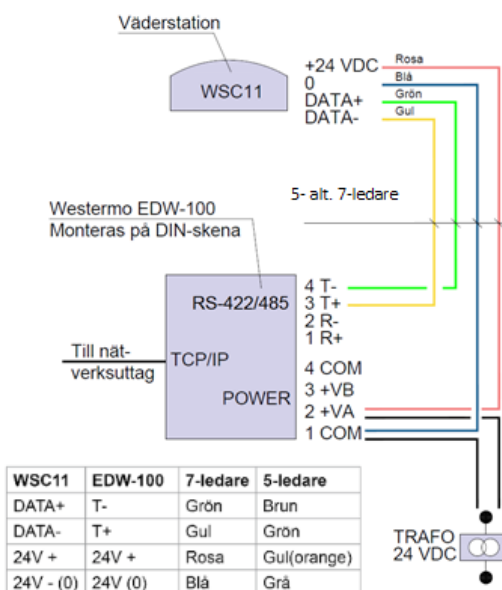 Väderstation
WSC11
+24 VDC Rosa
0 Blå
DATA+ Grön
DATA- Gul
5- alt. 7-ledare
Westermo EDW-100
Monteras på DIN-skena
RS-422/485
4 T-
3 T+
2 R-
1 R+
Till nät-
verksuttag
TCP/IP
POWER
4 COM
3 +VB
2 +VA
1 COM
TRAFO
24 VDC
WSC11 EDW-100 7-ledare 5-ledare
DATA+ T- Grön Brun
DATA- T+ Gul Grön
24V + 24V + Rosa Gul(orange)
24V - (0) 24V (0) Blå Grå